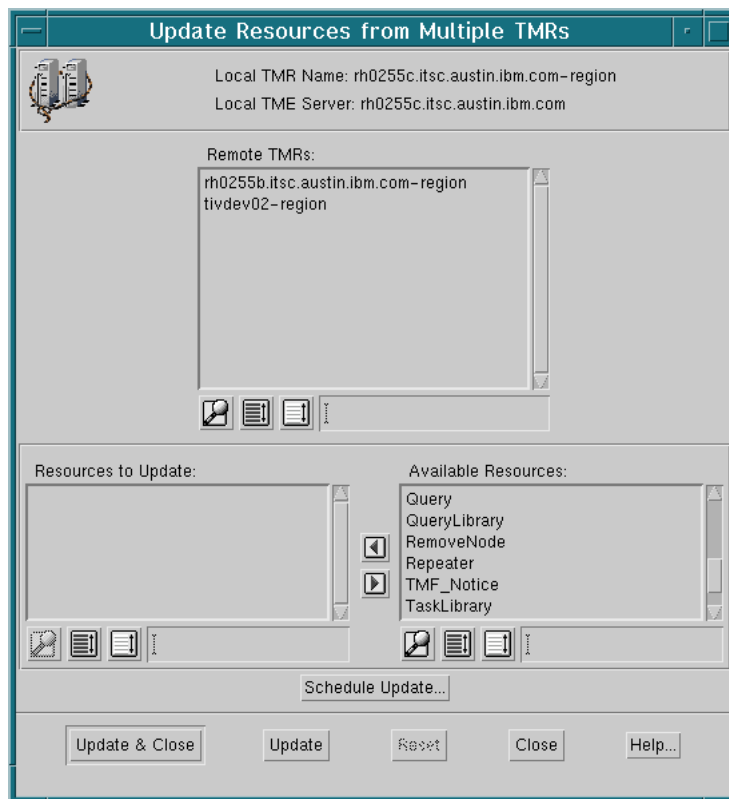 Update Resources from Multiple TMRs
Local TMR Name: rh0255c.itsc.austin.ibm.com-region
Local TME Server: rh0255c.itsc.austin.ibm.com
Remote TMRs:
rh0255b.itsc.austin.ibm.com-region
tivdev02-region
Resources to Update:
Available Resources:
Query
QueryLibrary
RemoveNode
Repeater
TMF_Notice
TaskLibrary
Schedule Update...
Update & Close
Update
Reset
Close
Help...